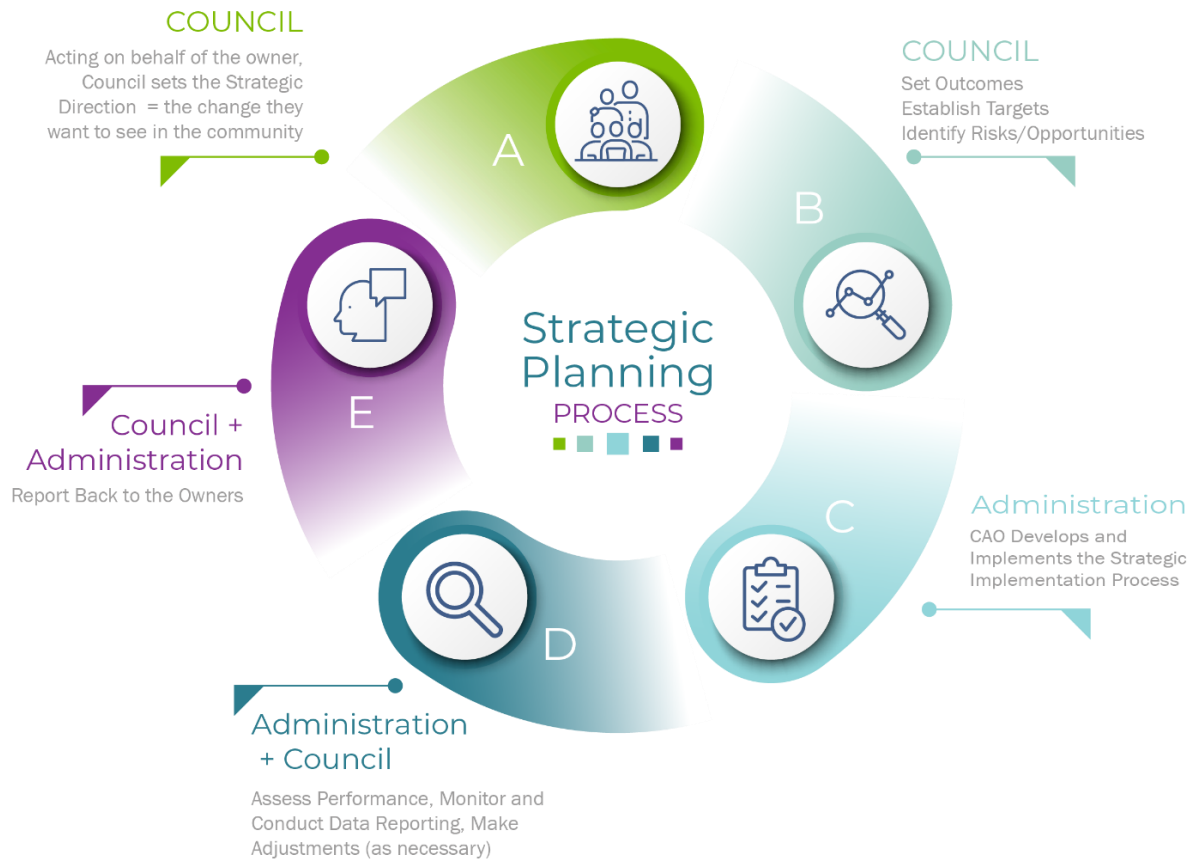 COUNCIL
Acting on behalf of the owner,
Council sets the Strategic
Direction = the change they
want to see in the community
A
COUNCIL
Set Outcomes
Establish Targets
Identify Risks/Opportunities
B
Strategic
Planning
PROCESS
Administration
CAO Develops and
Implements the Strategic
Implementation Process
C
Administration
+ Council
Assess Performance, Monitor and
Conduct Data Reporting, Make
Adjustments (as necessary)
D
Council +
Administration
Report Back to the Owners
E